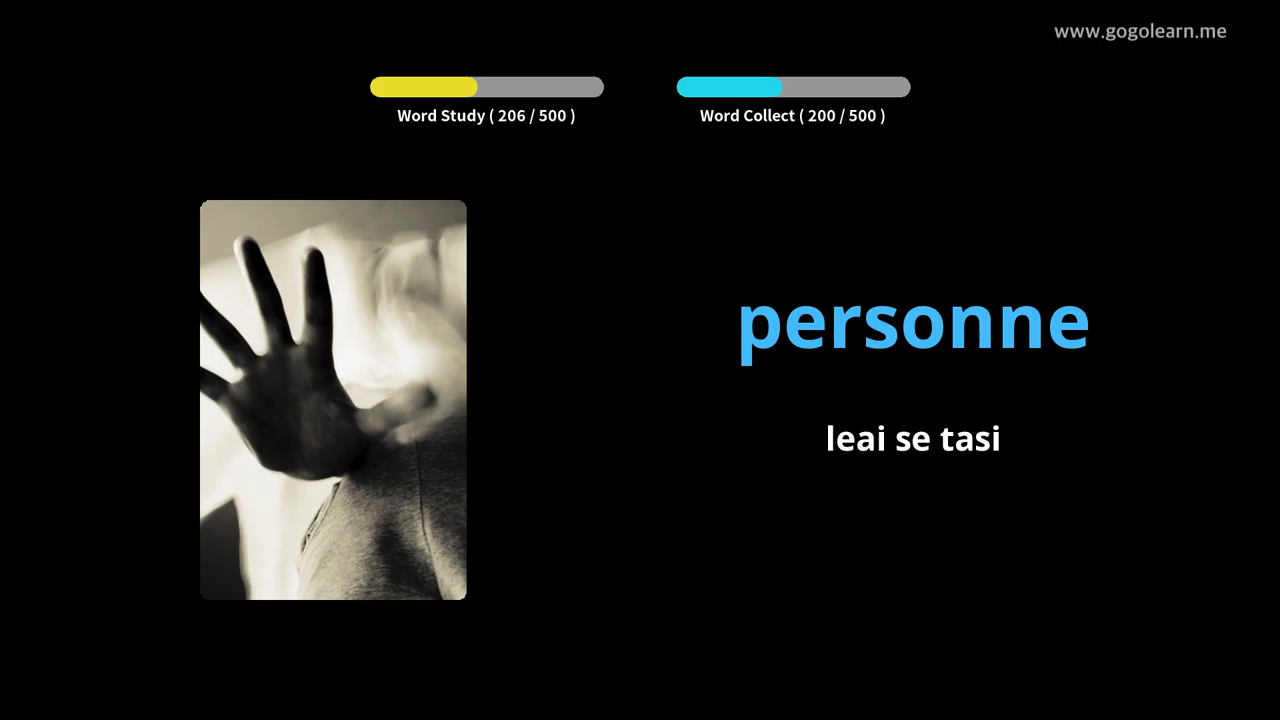 www.gogolearn.me
Word Study ( 206 / 500 )
Word Collect ( 200 / 500 )
personne
leai se tasi